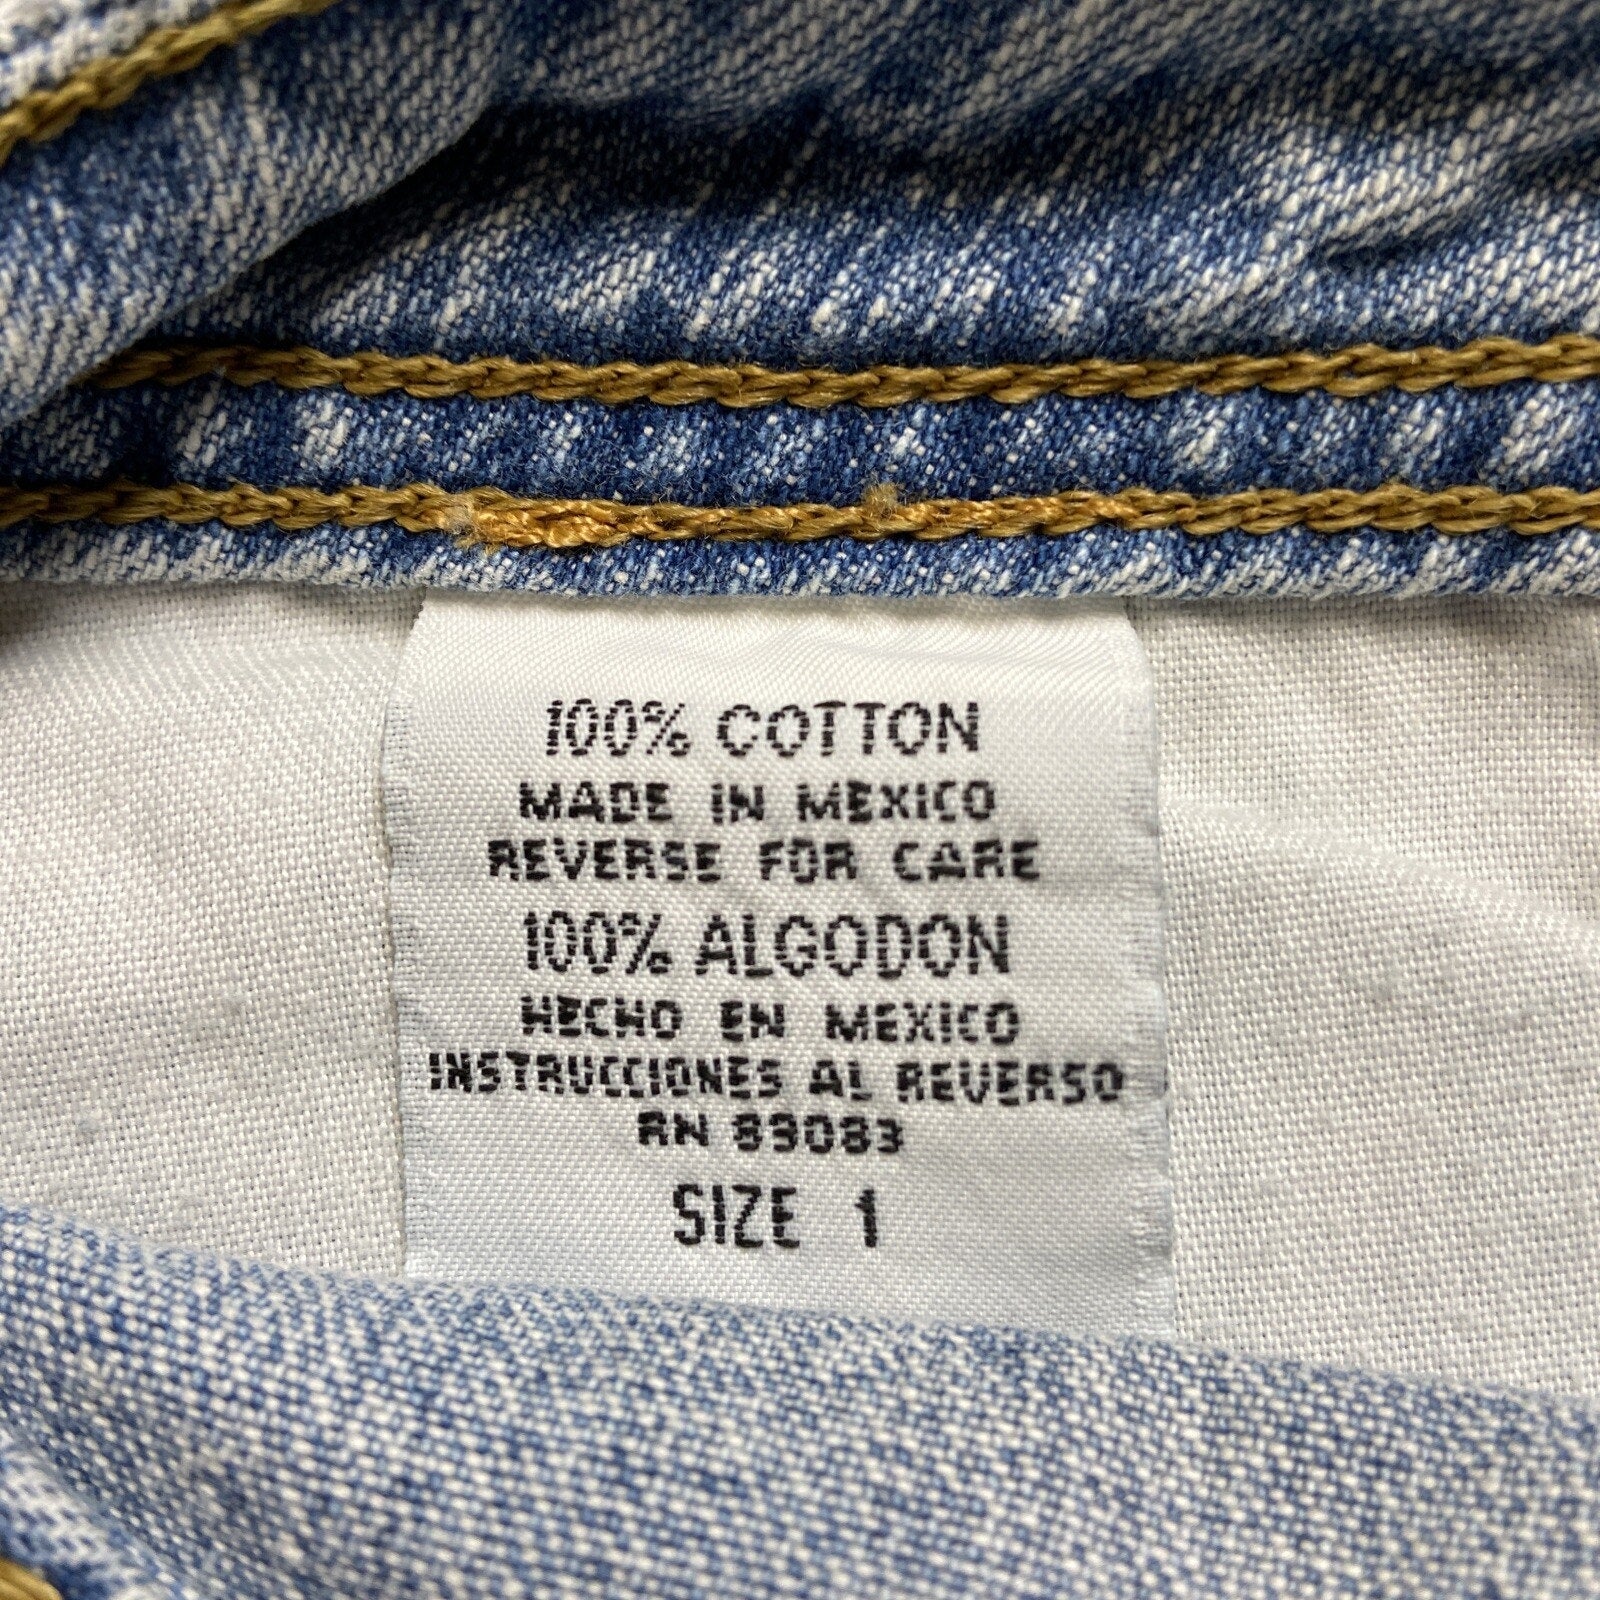 100% COTTON
MADE IN MEXICO
REVERSE FOR CARE
100% ALGODON
HECHO EN MEXICO
INSTRUCCIONES AL REVERSO
RN 89083
SIZE 1